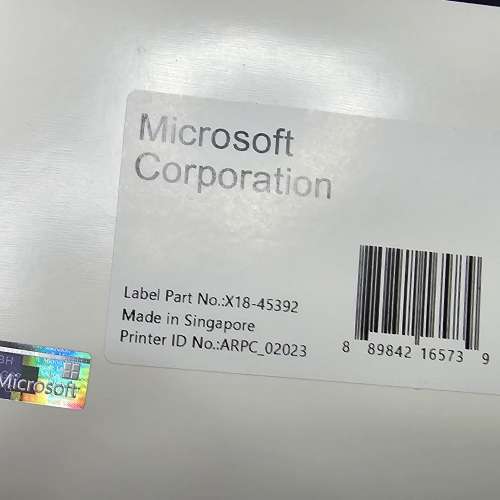 Microsoft
Corporation
Label Part No.:X18-45392
Made in Singapore
Printer ID No.:ARPC_02023
8 89842 16573 9
Microsoft